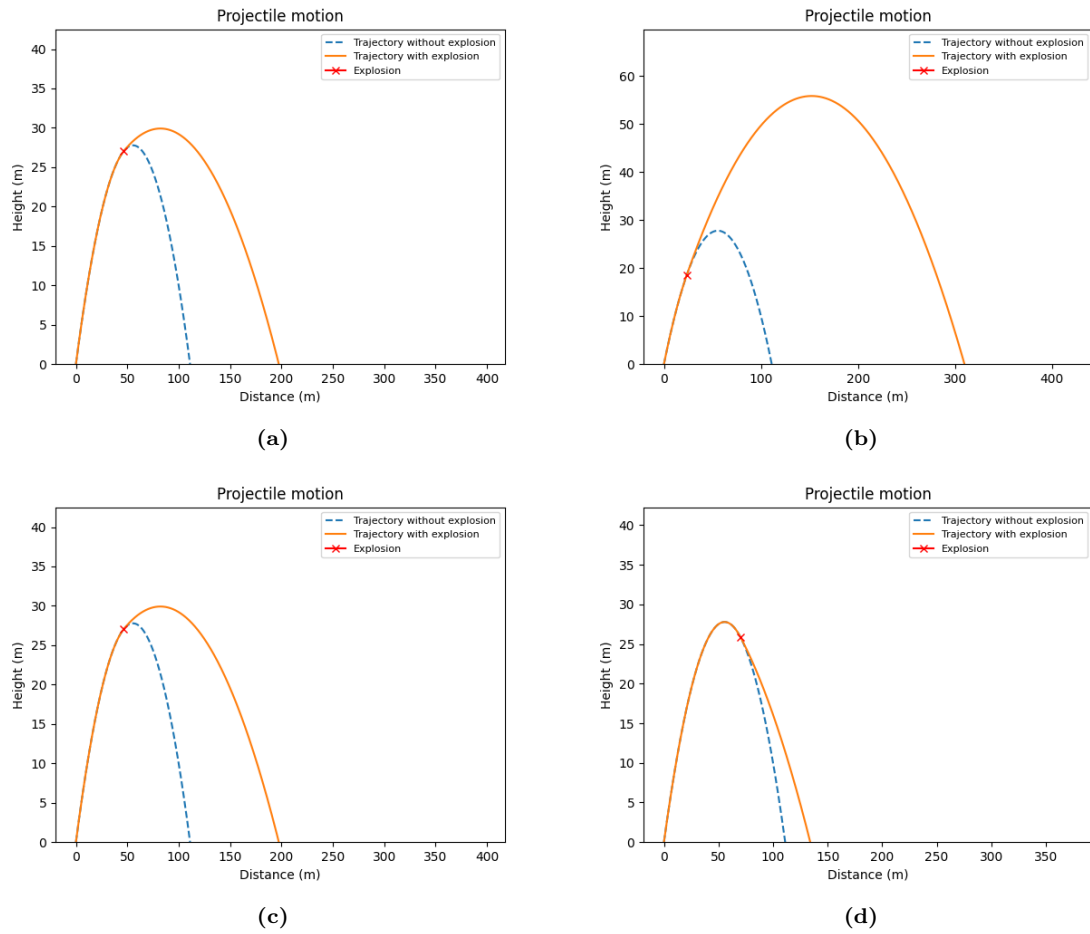 Projectile motion
Trajectory without explosion
Trajectory with explosion
Explosion
Height (m)
40
35
30
25
20
15
10
5
0
0 50 100 150 200 250 300 350 400
Distance (m)
(a)
Projectile motion
Trajectory without explosion
Trajectory with explosion
Explosion
Height (m)
60
50
40
30
20
10
0
0 100 200 300 400
Distance (m)
(b)
Projectile motion
Trajectory without explosion
Trajectory with explosion
Explosion
Height (m)
40
35
30
25
20
15
10
5
0
0 50 100 150 200 250 300 350 400
Distance (m)
(c)
Projectile motion
Trajectory without explosion
Trajectory with explosion
Explosion
Height (m)
40
35
30
25
20
15
10
5
0
0 50 100 150 200 250 300 350
Distance (m)
(d)